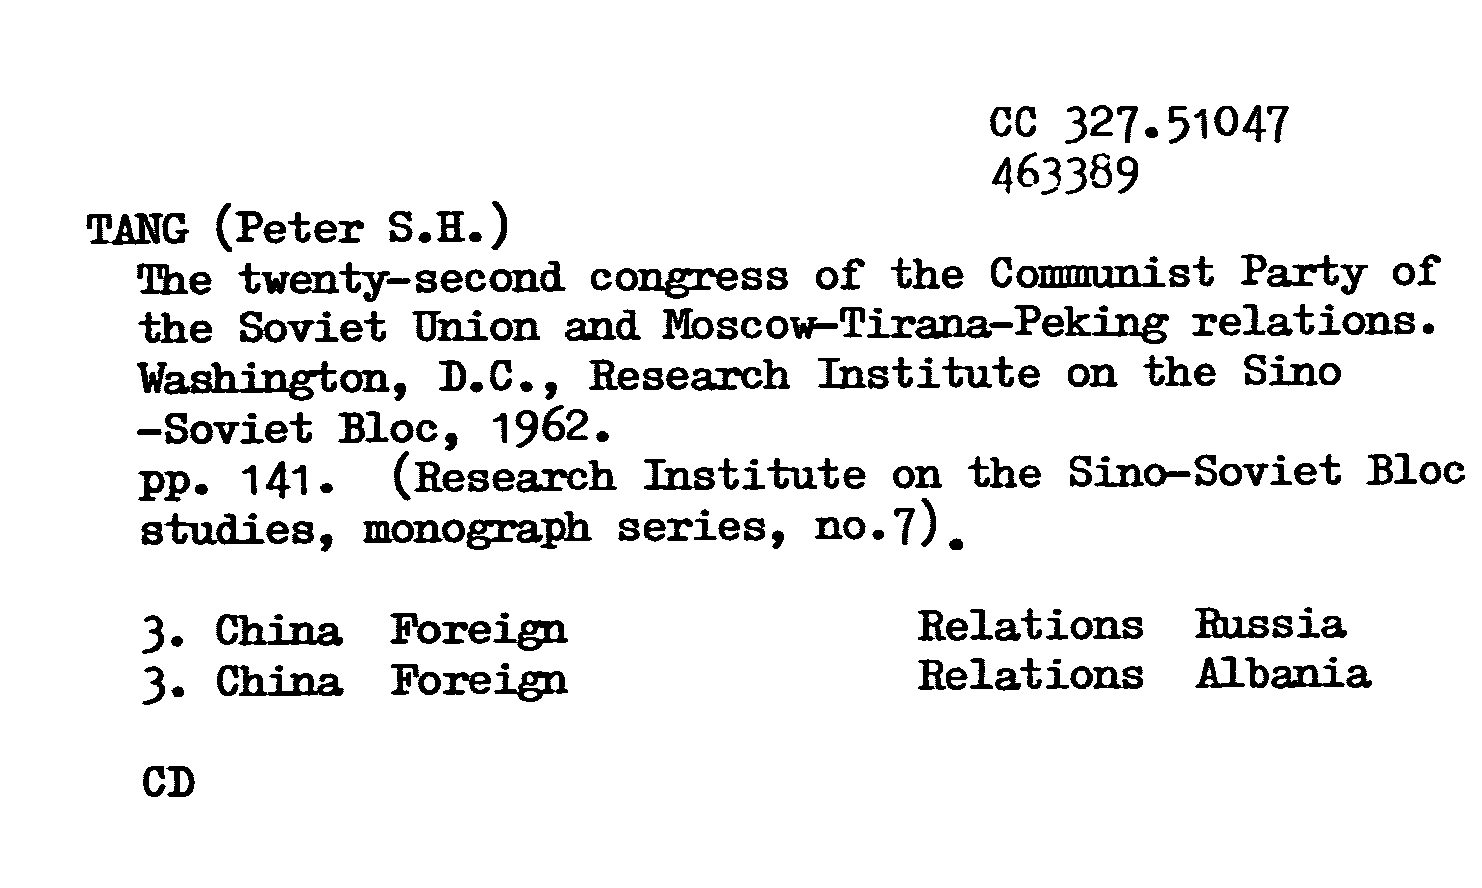 CC 327.51047
463389
TANG (Peter S.H.)
The twenty-second congress of the Communist Party of
the Soviet Union and Moscow-Tirana-Peking relations.
Washington, D.C., Research Institute on the Sino
-Soviet Bloc, 1962.
pp. 141. (Research Institute on the Sino-Soviet Bloc
studies, monograph series, no.7).
3. China Foreign Relations Russia
3. China Foreign Relations Albania
CD